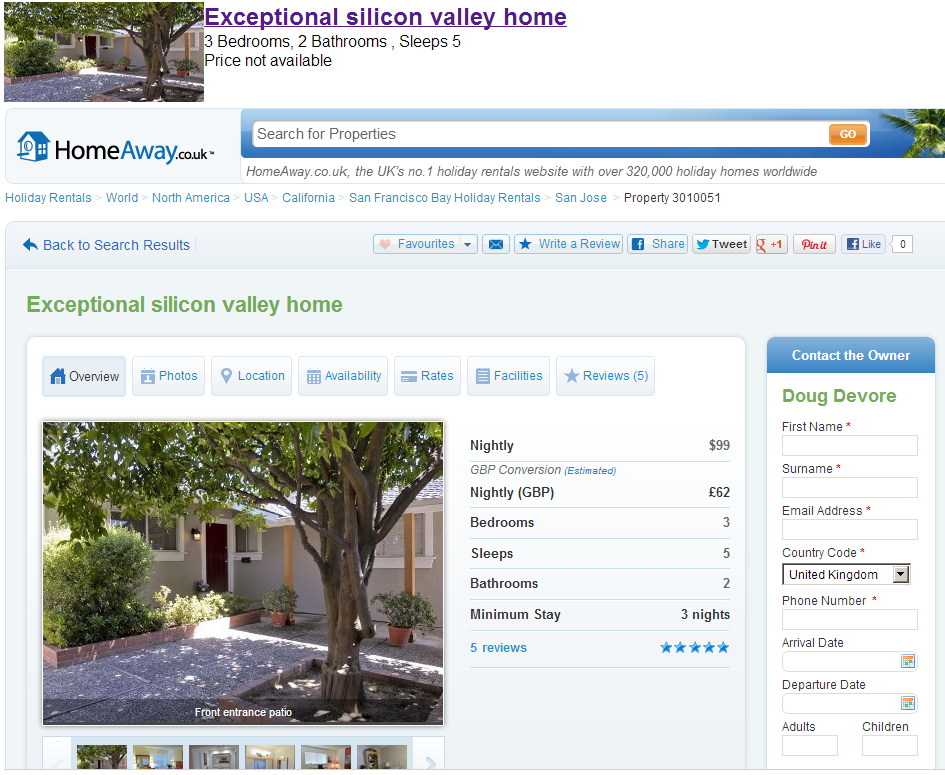 Exceptional silicon valley home
3 Bedrooms, 2 Bathrooms , Sleeps 5
Price not available
HomeAway.co.uk™
Search for Properties
GO
HomeAway.co.uk, the UK's no.1 holiday rentals website with over 320,000 holiday homes worldwide
Holiday Rentals > World > North America > USA > California > San Francisco Bay Holiday Rentals > San Jose > Property 3010051
Back to Search Results
Favourites
Write a Review
Share
Tweet
g +1
Pin it
Like
0
Exceptional silicon valley home
Overview
Photos
Location
Availability
Rates
Facilities
Reviews (5)
Front entrance patio
Nightly $99
GBP Conversion (Estimated)
Nightly (GBP) £62
Bedrooms 3
Sleeps 5
Bathrooms 2
Minimum Stay 3 nights
5 reviews
Contact the Owner
Doug Devore
First Name *
Surname *
Email Address *
Country Code *
United Kingdom
Phone Number *
Arrival Date
Departure Date
Adults Children